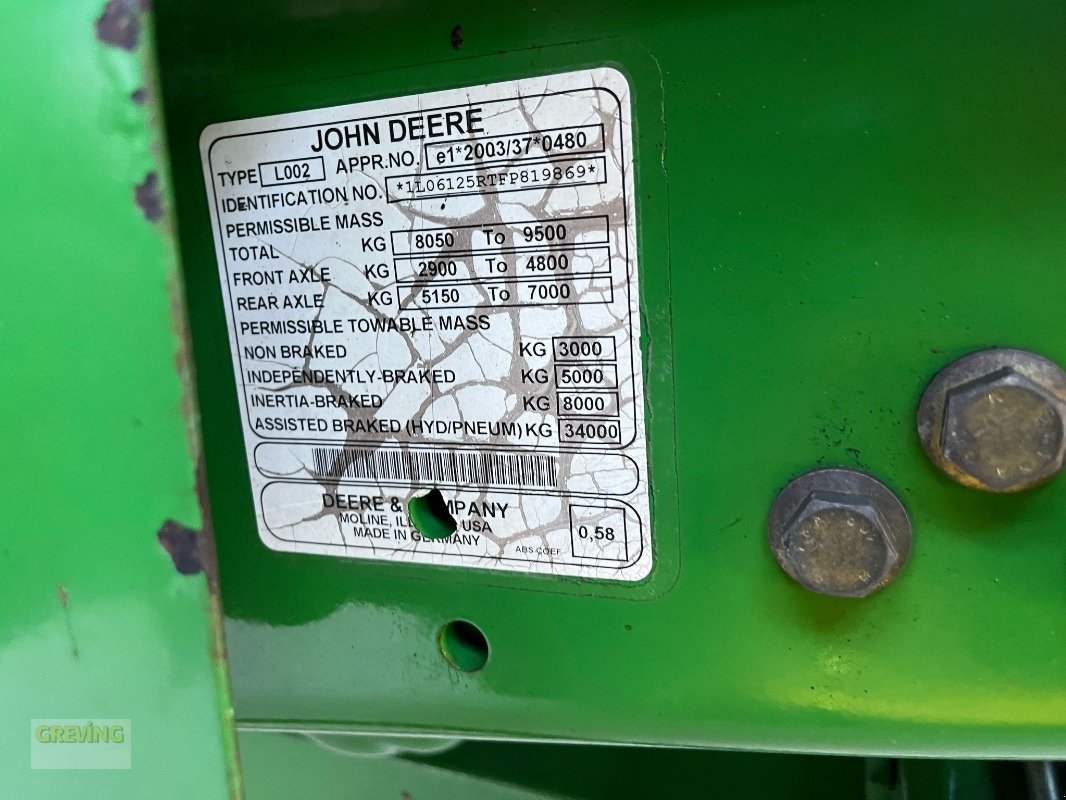 JOHN DEERE
TYPE L002 APPR.NO. e1*2003/37*0480
IDENTIFICATION NO. *1L06125RTFP819869*
PERMISSIBLE MASS
TOTAL KG 8050 To 9500
FRONT AXLE KG 2900 To 4800
REAR AXLE KG 5150 To 7000
PERMISSIBLE TOWABLE MASS
NON BRAKED KG 3000
INDEPENDENTLY-BRAKED KG 5000
INERTIA-BRAKED KG 8000
ASSISTED BRAKED (HYD/PNEUM) KG 34000
DEERE & MPANY
MOLINE, USA
MADE IN GERMANY
ABS COEF. 0,58
GREVING